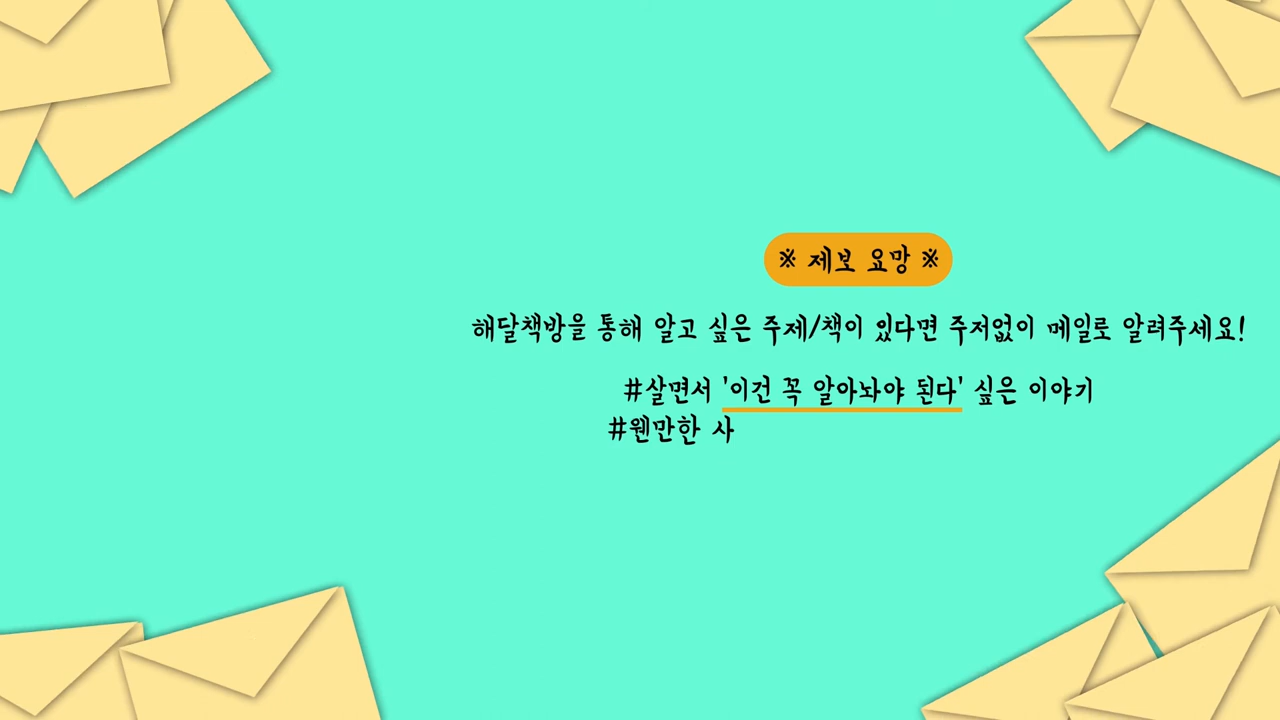 ※ 제보 요망 ※
해달책방을 통해 알고 싶은 주제/책이 있다면 주저없이 메일로 알려주세요!
#살면서 '이건 꼭 알아놔야 된다' 싶은 이야기
#웬만한 사